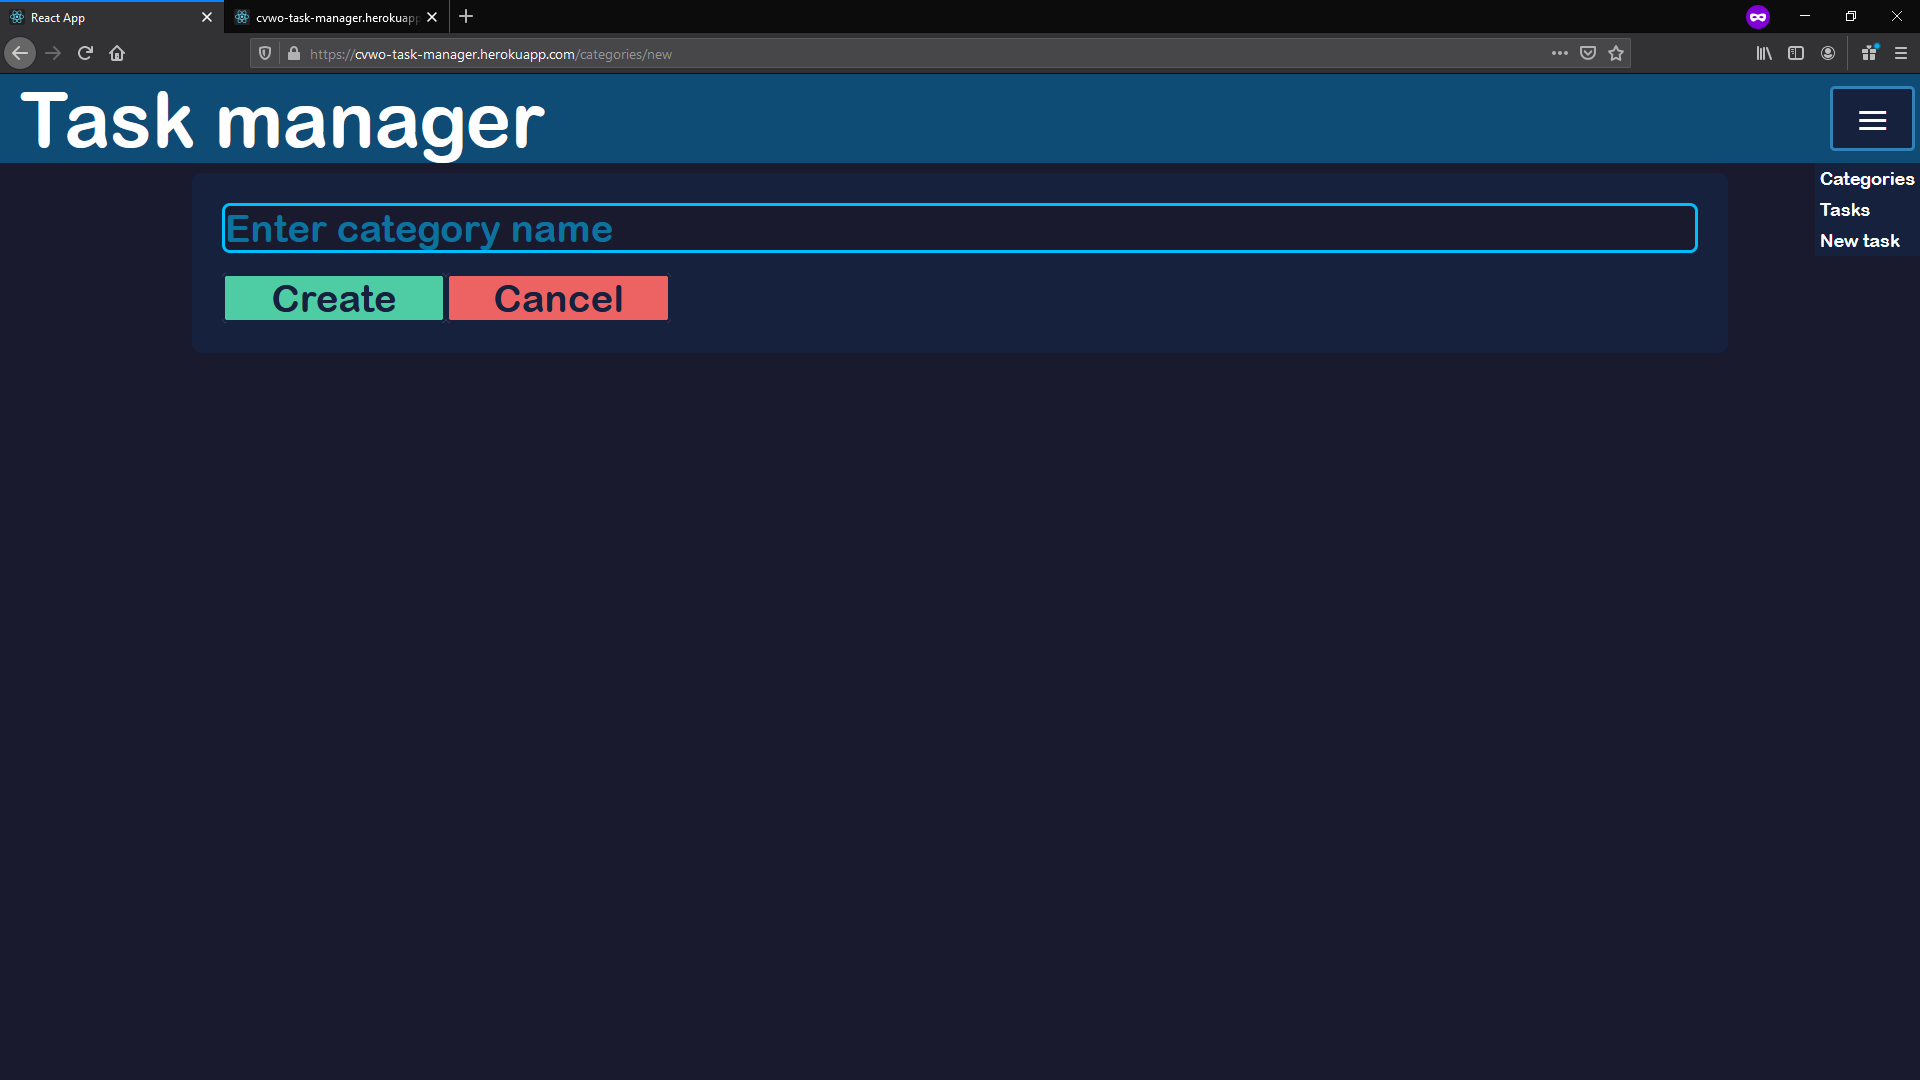 React App
cvwo-task-manager.herokuapp
https://cvwo-task-manager.herokuapp.com/categories/new
Task manager
Categories
Tasks
New task
Enter category name
Create
Cancel